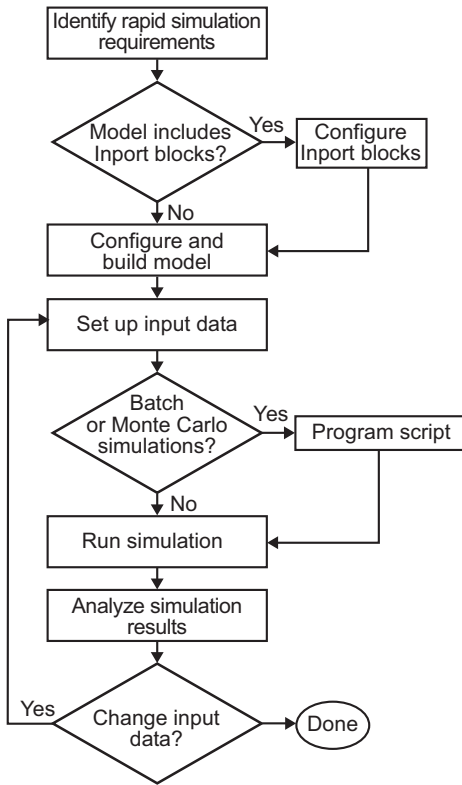 Identify rapid simulation
requirements
Model includes
Inport blocks?
Yes
Configure
Inport blocks
No
Configure and
build model
Set up input data
Batch
or Monte Carlo
simulations?
Yes
Program script
No
Run simulation
Analyze simulation
results
Yes
Change input
data?
Done